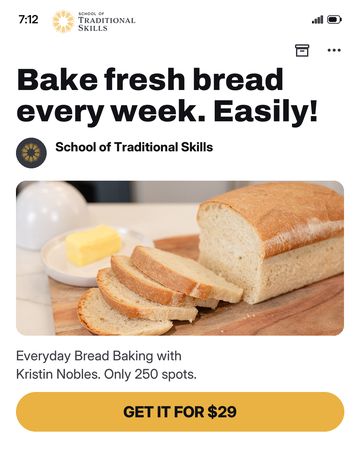 7:12
SCHOOL OF
TRADITIONAL
SKILLS
Bake fresh bread
every week. Easily!
School of Traditional Skills
Everyday Bread Baking with
Kristin Nobles. Only 250 spots.
GET IT FOR $29